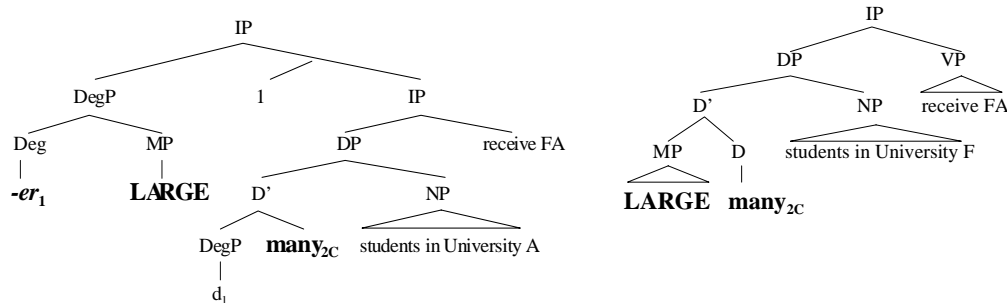 IP
DegP 1 IP
Deg MP DP receive FA
-er1 LARGE D' NP
DegP many2C students in University A
d1
IP
DP VP
D' NP receive FA
MP D students in University F
LARGE many2C